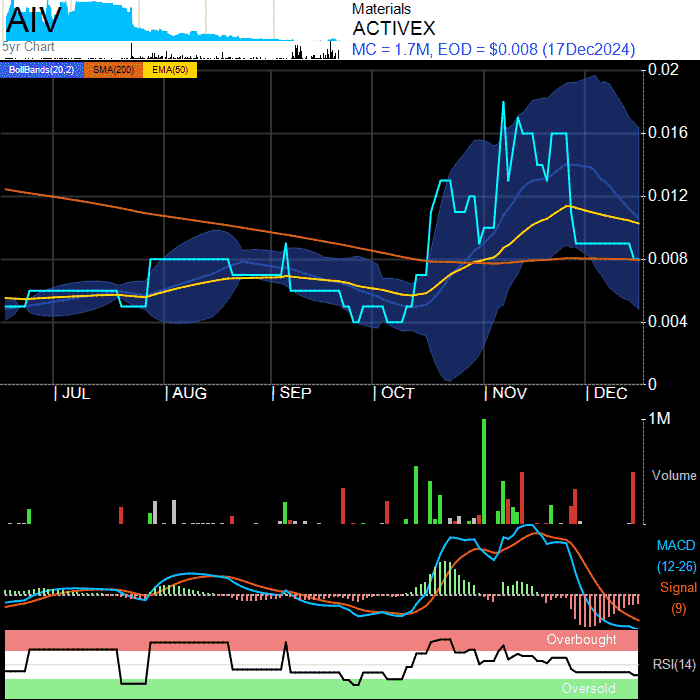 AIV
5yr Chart
Materials
ACTIVEX
MC = 1.7M, EOD = $0.008 (17Dec2024)
BollBands(20,2) SMA(200) EMA(50)
0.02
0.016
0.012
0.008
0.004
0
| JUL | AUG | SEP | OCT | NOV | DEC
1M
Volume
MACD
(12-26)
Signal
(9)
Overbought
RSI(14)
Oversold